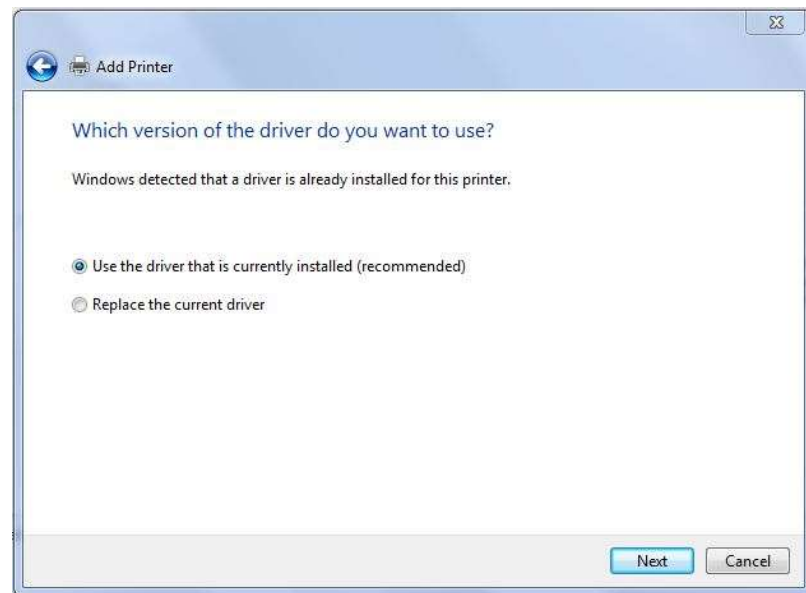 Add Printer
Which version of the driver do you want to use?
Windows detected that a driver is already installed for this printer.
Use the driver that is currently installed (recommended)
Replace the current driver
Next Cancel